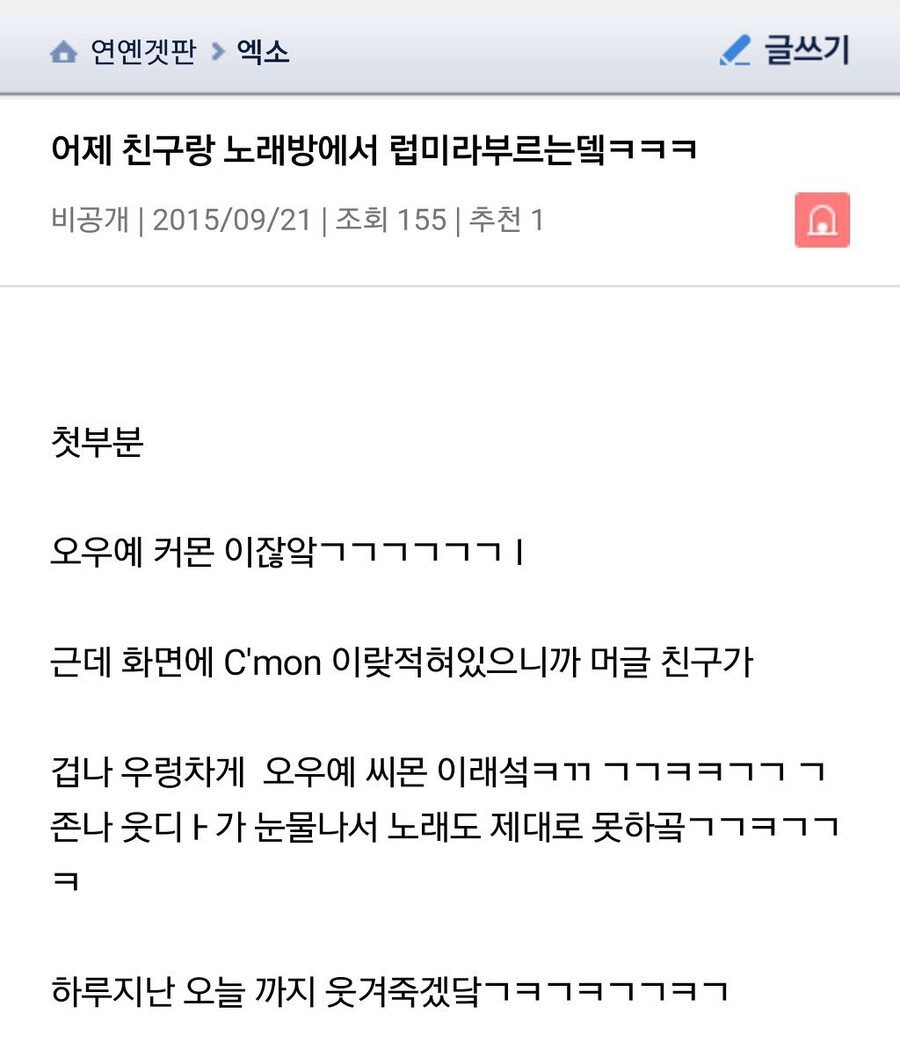 연옌겟판 > 엑소 글쓰기
어제 친구랑 노래방에서 럽미라부르는뎈ㅋㅋㅋ
비공개 | 2015/09/21 | 조회 155 | 추천 1
첫부분
오우예 커몬 이잖앜ㄱㄱㄱㄱㄱㄱㅣ
근데 화면에 C'mon 이랒적혀있으니까 머글 친구가
겁나 우렁차게 오우예 씨몬 이래섴ㅋㄲ ㄱㄱㅋㅋㄱㄱ ㄱ
존나 웃디ㅏ가 눈물나서 노래도 제대로 못하곸ㄱㄱㅋㄱㄱ
ㅋ
하루지난 오늘 까지 웃겨죽겠닼ㄱㅋㄱㅋㄱㄱㅋㄱ